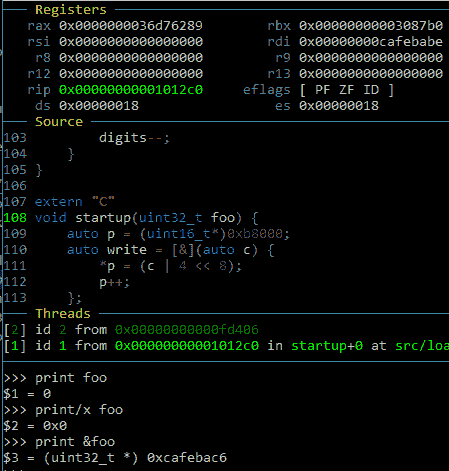 Registers
rax 0x0000000036d76289 rbx 0x00000000003087b0
rsi 0x0000000000000000 rdi 0x00000000cafebabe
r8 0x0000000000000000 r9 0x0000000000000000
r12 0x0000000000000000 r13 0x0000000000000000
rip 0x00000000001012c0 eflags [ PF ZF ID ]
ds 0x00000018 es 0x00000018
Source
103 digits--;
104 }
105 }
106
107 extern "C"
108 void startup(uint32_t foo) {
109 auto p = (uint16_t*)0xb8000;
110 auto write = [&](auto c) {
111 *p = (c | 4 << 8);
112 p++;
113 };
Threads
[2] id 2 from 0x00000000000fd406
[1] id 1 from 0x00000000001012c0 in startup+0 at src/loa
>>> print foo
$1 = 0
>>> print/x foo
$2 = 0x0
>>> print &foo
$3 = (uint32_t *) 0xcafebac6